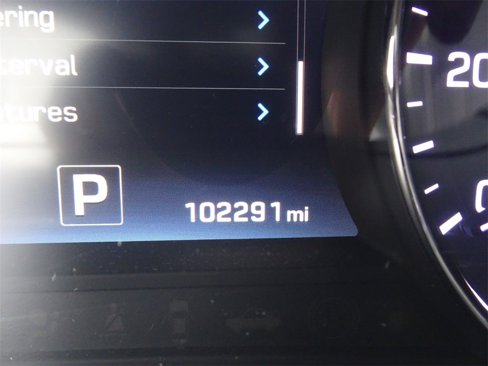 ering
terval
tures
P
102291 mi
20